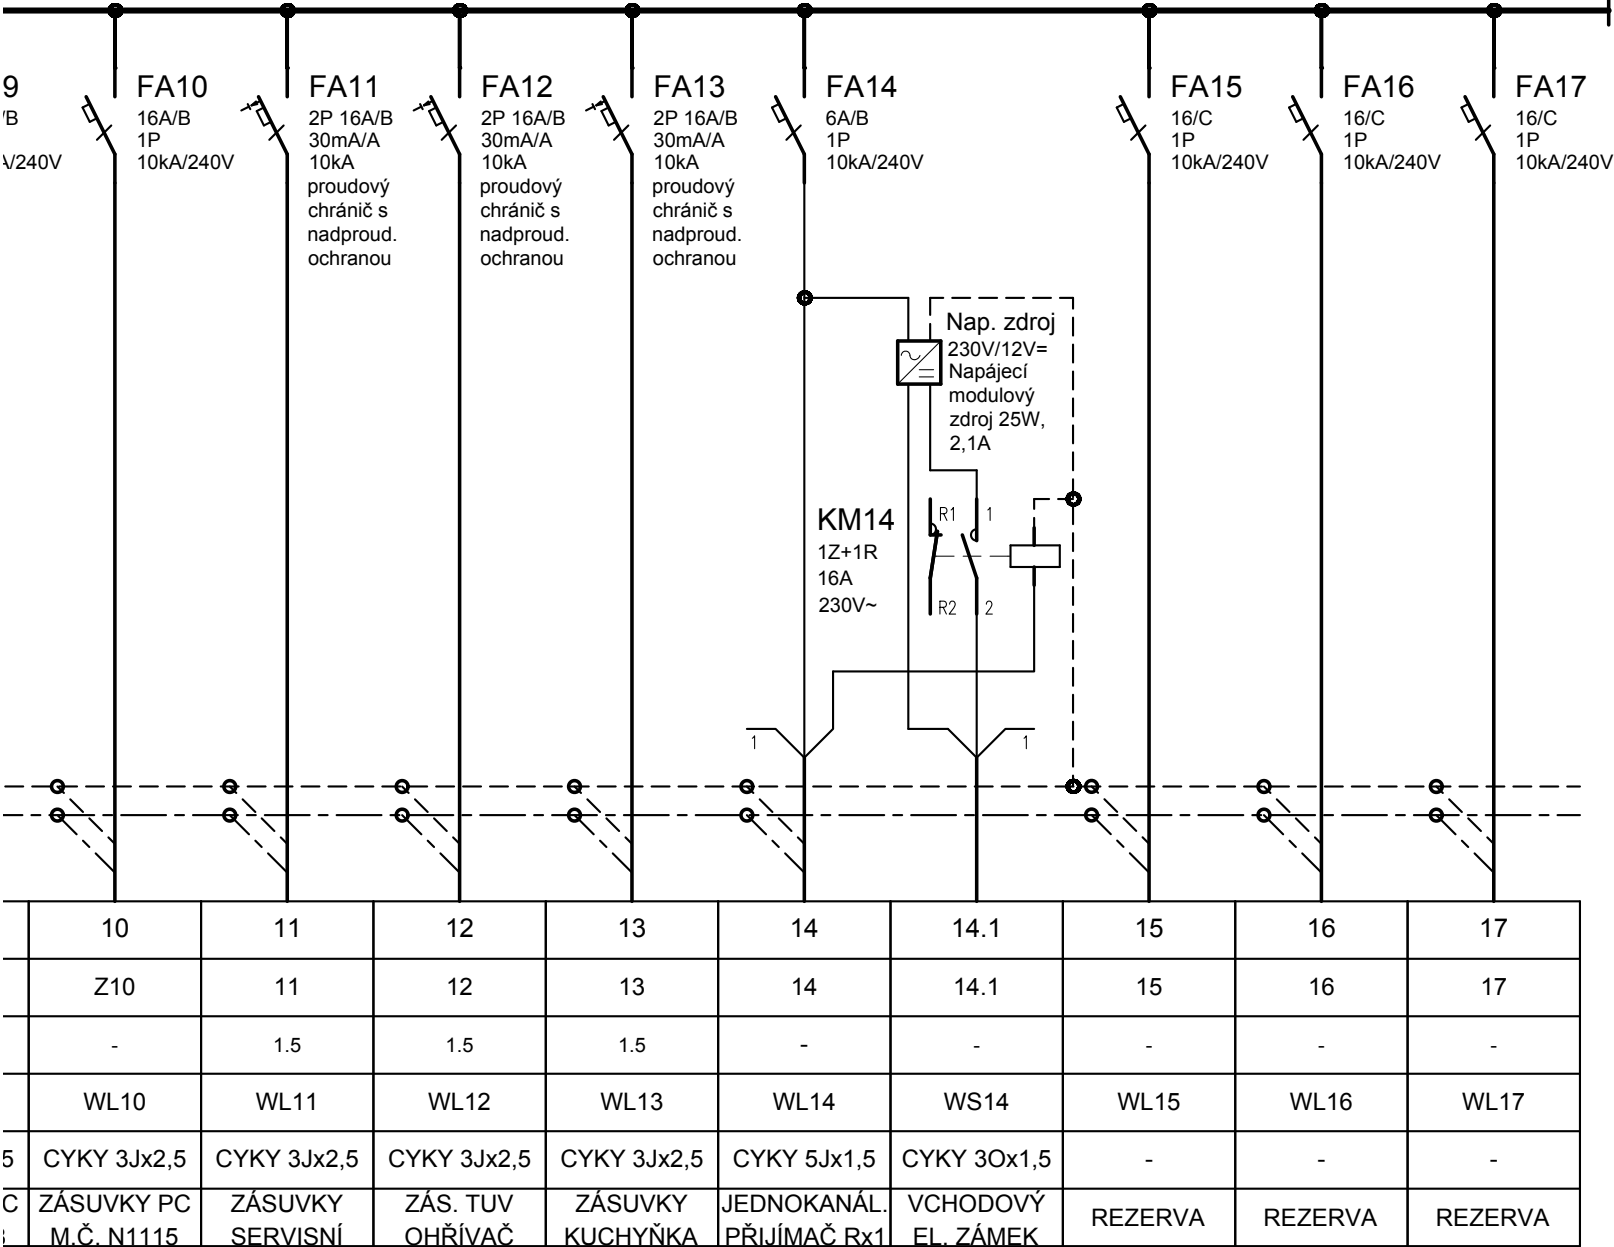 9
/B
A/240V
FA10
16A/B
1P
10kA/240V
FA11
2P 16A/B
30mA/A
10kA
proudový
chránič s
nadproud.
ochranou
FA12
2P 16A/B
30mA/A
10kA
proudový
chránič s
nadproud.
ochranou
FA13
2P 16A/B
30mA/A
10kA
proudový
chránič s
nadproud.
ochranou
FA14
6A/B
1P
10kA/240V
FA15
16/C
1P
10kA/240V
FA16
16/C
1P
10kA/240V
FA17
16/C
1P
10kA/240V
Nap. zdroj
230V/12V=
Napájecí
modulový
zdroj 25W,
2,1A
KM14
1Z+1R
16A
230V~
R1 1
R2 2
1 1
10 11 12 13 14 14.1 15 16 17
Z10 11 12 13 14 14.1 15 16 17
- 1.5 1.5 1.5 - - - - -
WL10 WL11 WL12 WL13 WL14 WS14 WL15 WL16 WL17
5 CYKY 3Jx2,5 CYKY 3Jx2,5 CYKY 3Jx2,5 CYKY 3Jx2,5 CYKY 5Jx1,5 CYKY 3Ox1,5 - - -
C ZÁSUVKY PC ZÁSUVKY ZÁS. TUV ZÁSUVKY JEDNOKANÁL. VCHODOVÝ REZERVA REZERVA REZERVA
M.Č. N1115 SERVISNÍ OHŘÍVAČ KUCHYŇKA PŘIJÍMAČ Rx1 EL. ZÁMEK